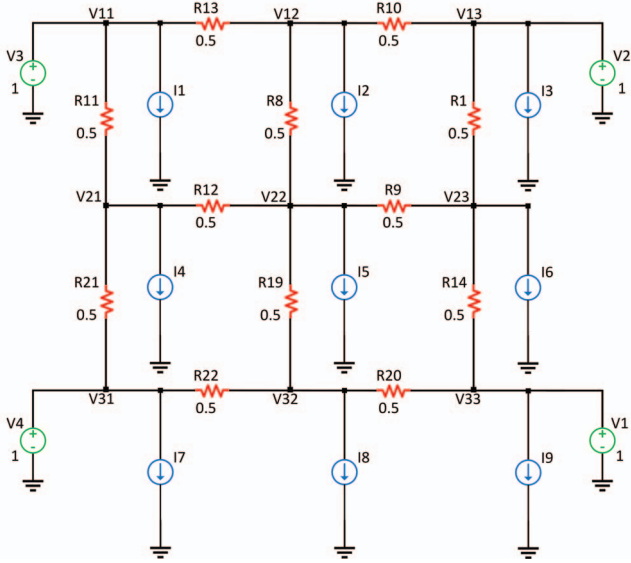 V11 R13 V12 R10 V13
0.5 0.5
V3 V2
1 1
R11 I1 R8 I2 R1 I3
0.5 0.5 0.5
V21 R12 V22 R9 V23
0.5 0.5
R21 I4 R19 I5 R14 I6
0.5 0.5 0.5
R22 R20
V31 0.5 V32 0.5 V33
V4 V1
1 1
I7 I8 I9